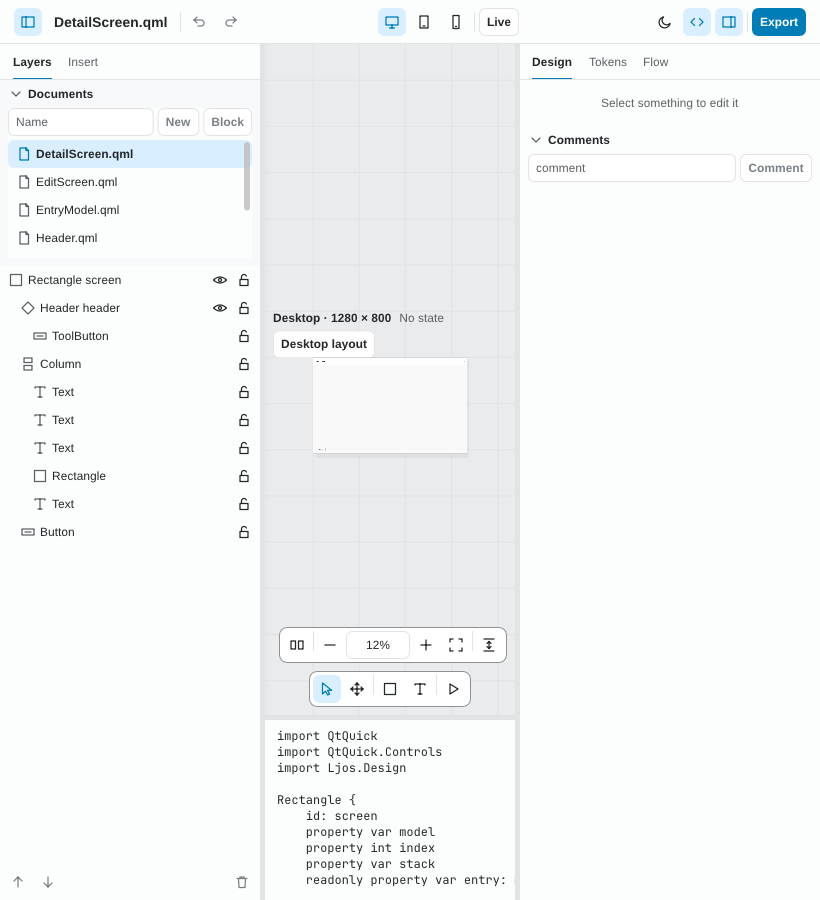 DetailScreen.qml
Live
Export
Layers
Insert
Documents
Name
New
Block
DetailScreen.qml
EditScreen.qml
EntryModel.qml
Header.qml
Rectangle screen
Header header
ToolButton
Column
Text
Text
Text
Rectangle
Text
Button
Desktop · 1280 × 800 No state
Desktop layout
12%
import QtQuick
import QtQuick.Controls
import Ljos.Design
Rectangle {
id: screen
property var model
property int index
property var stack
readonly property var entry:
Design
Tokens
Flow
Select something to edit it
Comments
comment
Comment